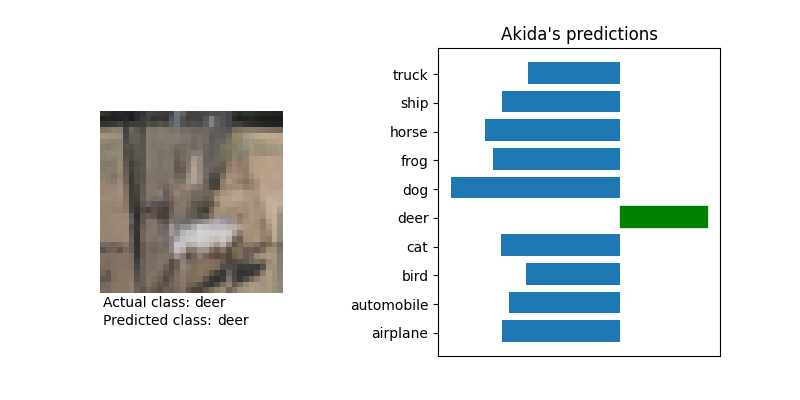 Akida's predictions
truck
ship
horse
frog
dog
deer
cat
bird
automobile
airplane
Actual class: deer
Predicted class: deer